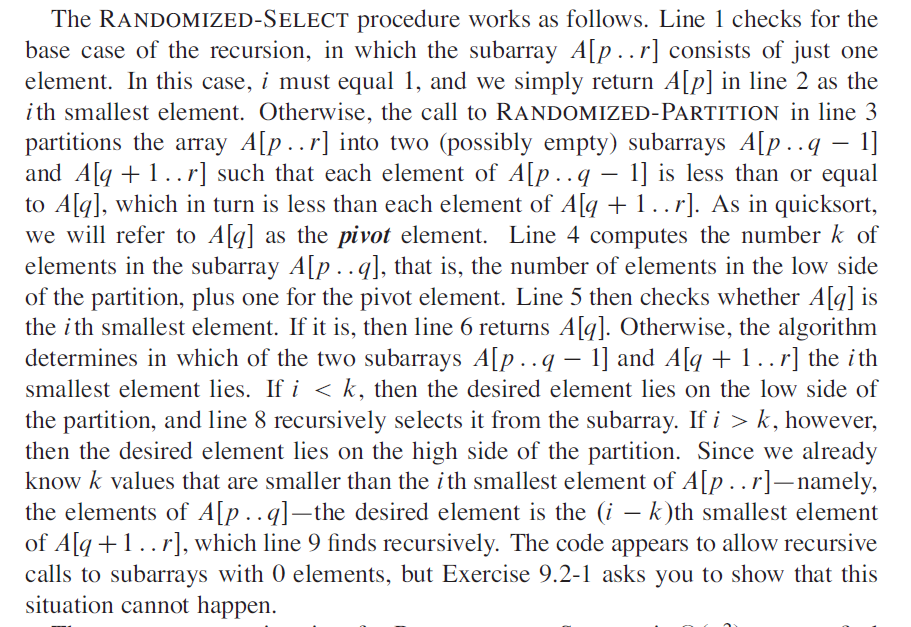 The RANDOMIZED-SELECT procedure works as follows. Line 1 checks for the
base case of the recursion, in which the subarray A[p..r] consists of just one
element. In this case, i must equal 1, and we simply return A[p] in line 2 as the
ith smallest element. Otherwise, the call to RANDOMIZED-PARTITION in line 3
partitions the array A[p..r] into two (possibly empty) subarrays A[p..q − 1]
and A[q + 1..r] such that each element of A[p..q − 1] is less than or equal
to A[q], which in turn is less than each element of A[q + 1..r]. As in quicksort,
we will refer to A[q] as the pivot element. Line 4 computes the number k of
elements in the subarray A[p..q], that is, the number of elements in the low side
of the partition, plus one for the pivot element. Line 5 then checks whether A[q] is
the ith smallest element. If it is, then line 6 returns A[q]. Otherwise, the algorithm
determines in which of the two subarrays A[p..q − 1] and A[q + 1..r] the ith
smallest element lies. If i < k, then the desired element lies on the low side of
the partition, and line 8 recursively selects it from the subarray. If i > k, however,
then the desired element lies on the high side of the partition. Since we already
know k values that are smaller than the ith smallest element of A[p..r]—namely,
the elements of A[p..q]—the desired element is the (i − k)th smallest element
of A[q + 1..r], which line 9 finds recursively. The code appears to allow recursive
calls to subarrays with 0 elements, but Exercise 9.2-1 asks you to show that this
situation cannot happen.